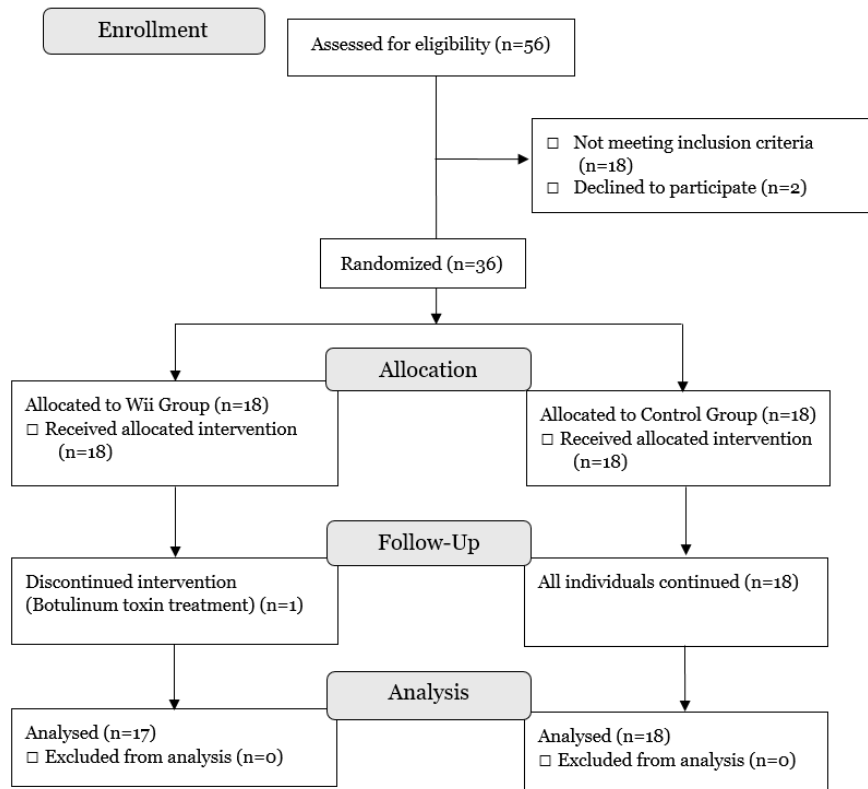 Enrollment
Assessed for eligibility (n=56)
□ Not meeting inclusion criteria
(n=18)
□ Declined to participate (n=2)
Randomized (n=36)
Allocation
Allocated to Wii Group (n=18)
□ Received allocated intervention
(n=18)
Allocated to Control Group (n=18)
□ Received allocated intervention
(n=18)
Follow-Up
Discontinued intervention
(Botulinum toxin treatment) (n=1)
All individuals continued (n=18)
Analysis
Analysed (n=17)
□ Excluded from analysis (n=0)
Analysed (n=18)
□ Excluded from analysis (n=0)